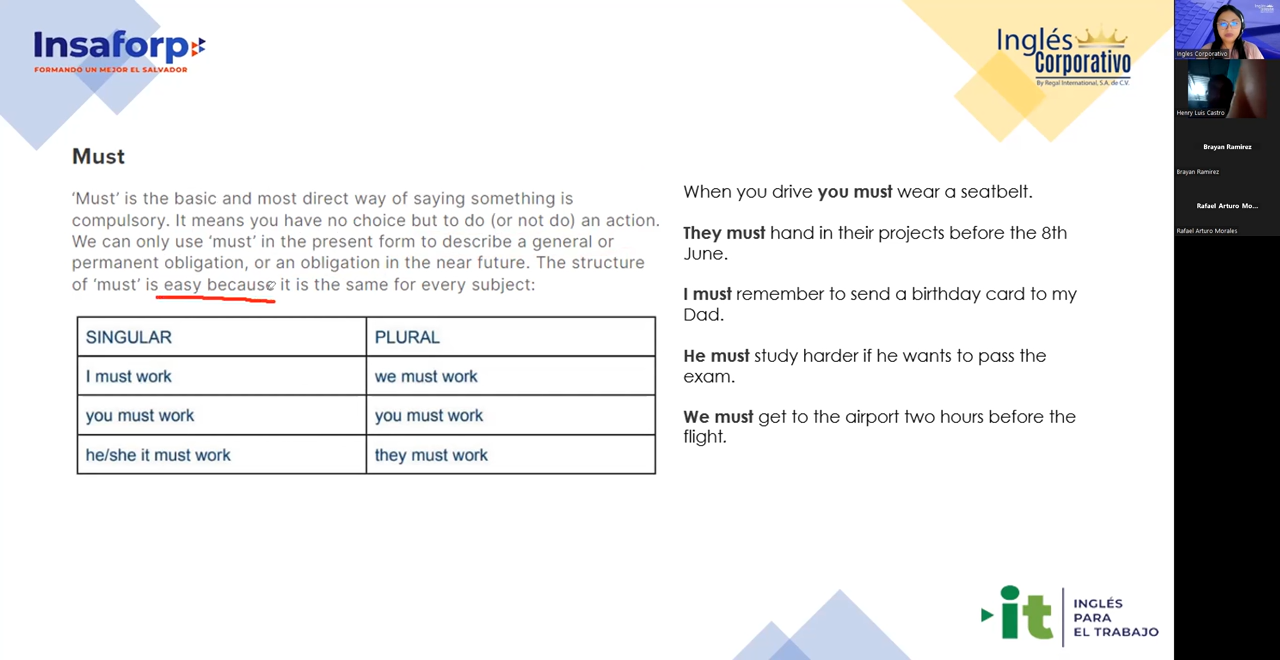 Insaforp
FORMANDO UN MEJOR EL SALVADOR
Inglés
Corporativo
By Regal International, S.A. de C.V.
Must
‘Must’ is the basic and most direct way of saying something is
compulsory. It means you have no choice but to do (or not do) an action.
We can only use ‘must’ in the present form to describe a general or
permanent obligation, or an obligation in the near future. The structure
of ‘must’ is easy because it is the same for every subject:
SINGULAR PLURAL
I must work we must work
you must work you must work
he/she it must work they must work
When you drive you must wear a seatbelt.
They must hand in their projects before the 8th
June.
I must remember to send a birthday card to my
Dad.
He must study harder if he wants to pass the
exam.
We must get to the airport two hours before the
flight.
it
INGLÉS
PARA
EL TRABAJO
Inglés Corporativo
Henry Luis Castro
Brayan Ramirez
Brayan Ramirez
Rafael Arturo Mo...
Rafael Arturo Morales